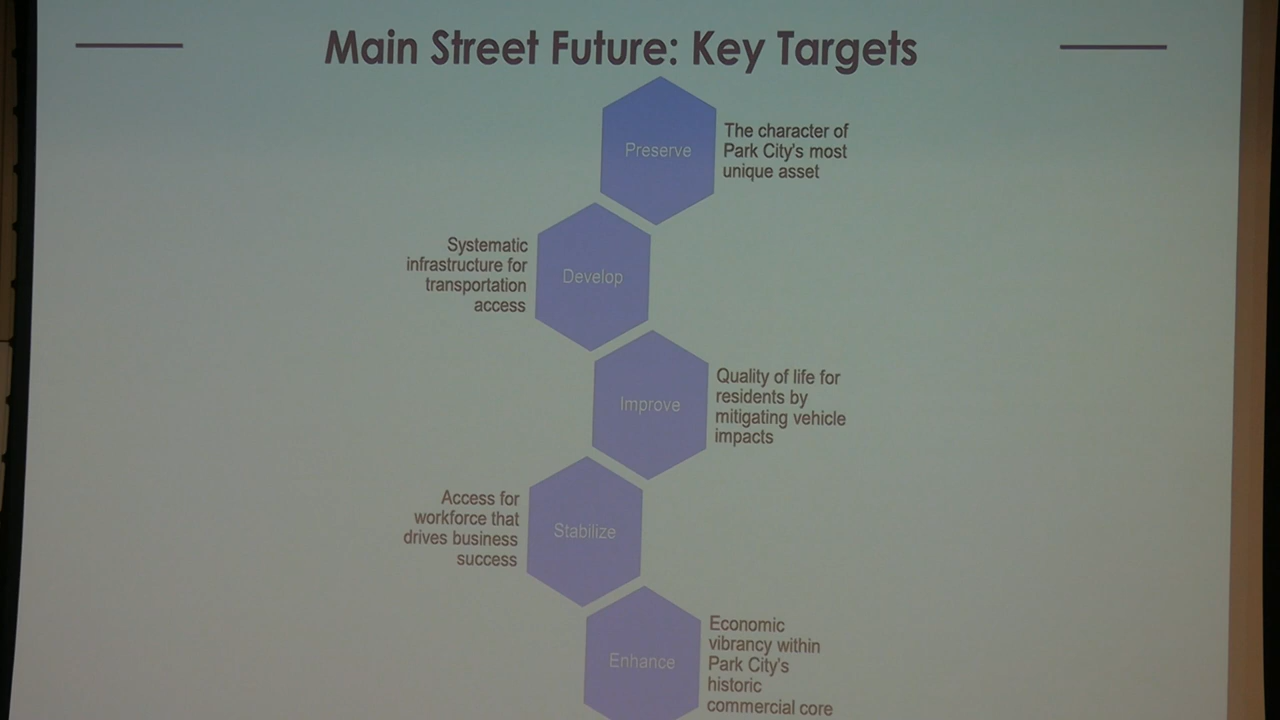 Main Street Future: Key Targets
Preserve
The character of
Park City's most
unique asset
Systematic
infrastructure for
transportation
access
Develop
Improve
Quality of life for
residents by
mitigating vehicle
impacts
Access for
workforce that
drives business
success
Stabilize
Enhance
Economic
vibrancy within
Park City's
historic
commercial core